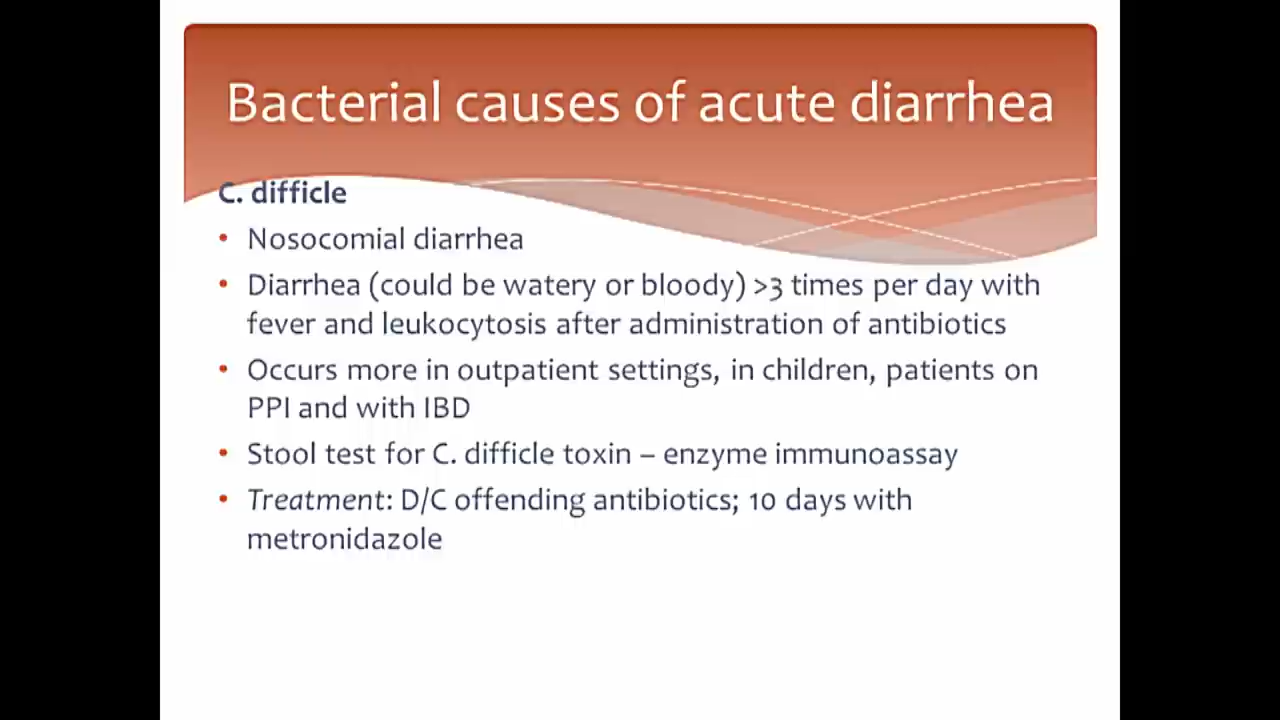 Bacterial causes of acute diarrhea
C. difficle
• Nosocomial diarrhea
• Diarrhea (could be watery or bloody) >3 times per day with
fever and leukocytosis after administration of antibiotics
• Occurs more in outpatient settings, in children, patients on
PPI and with IBD
• Stool test for C. difficle toxin – enzyme immunoassay
• Treatment: D/C offending antibiotics; 10 days with
metronidazole